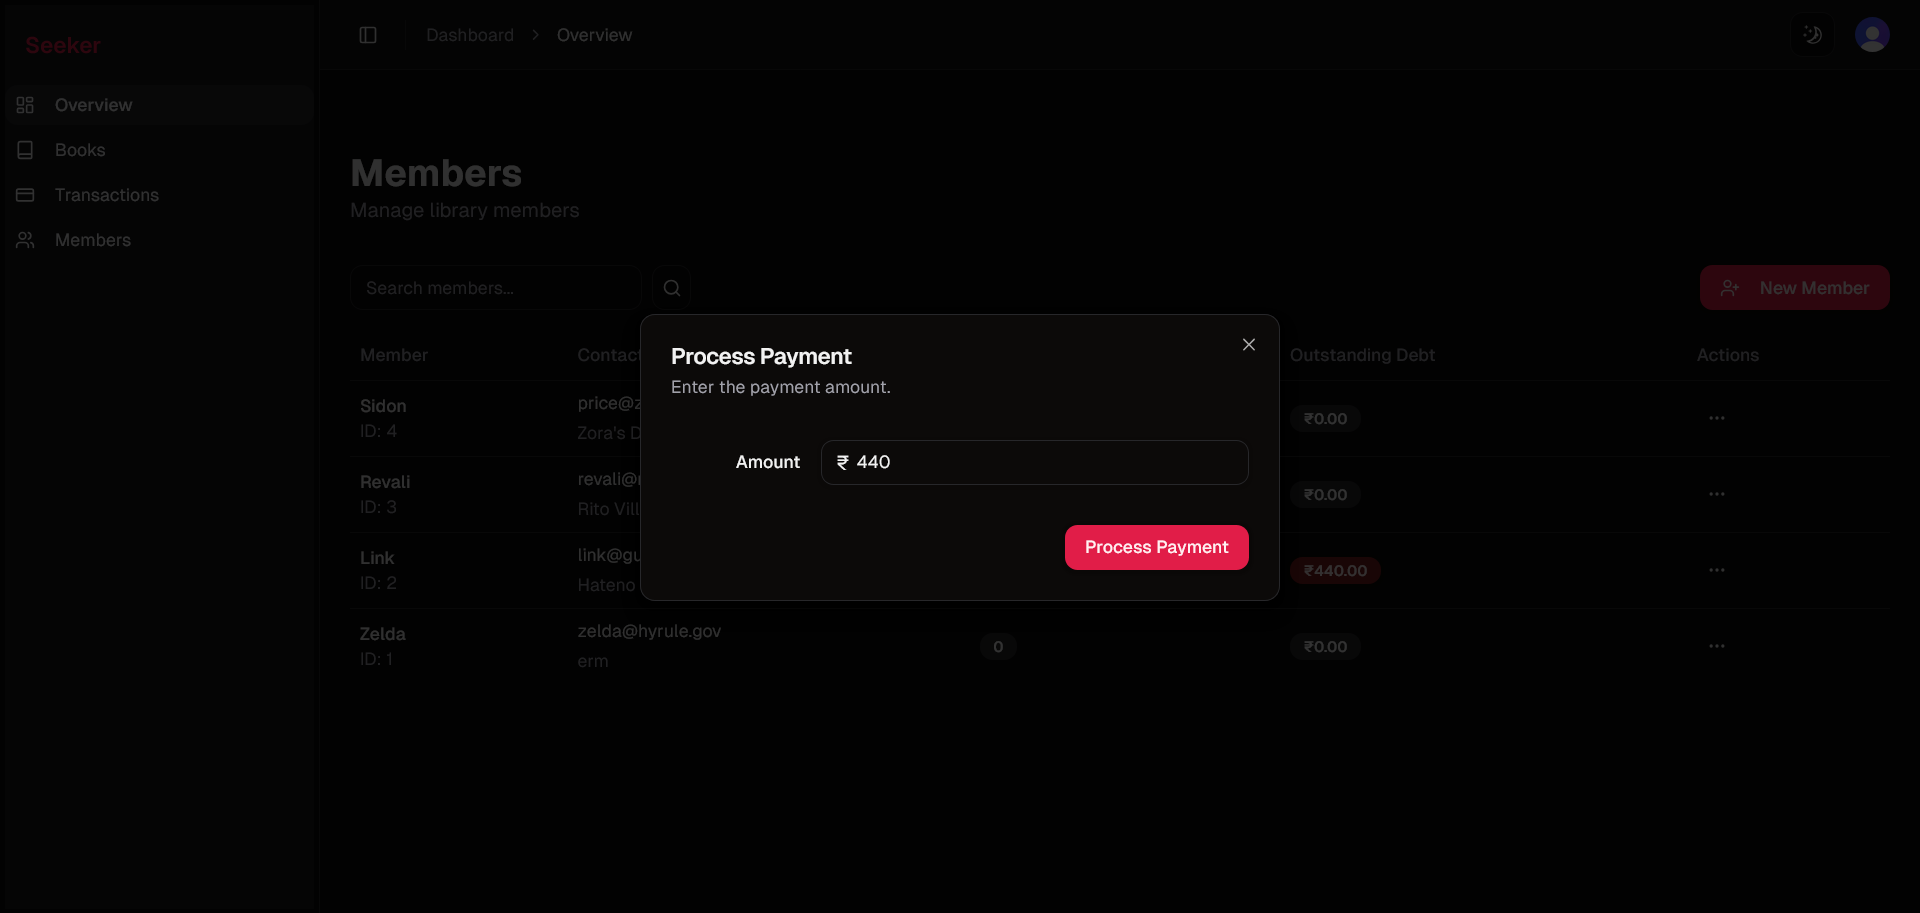 Seeker
Dashboard > Overview
Overview
Books
Transactions
Members
Members
Manage library members
Search members...
New Member
Member Contact Outstanding Debt Actions
Process Payment
Enter the payment amount.
Amount ₹ 440
Process Payment
Sidon price@z ₹0.00
ID: 4 Zora's D
Revali revali@r ₹0.00
ID: 3 Rito Vill
Link link@gu ₹440.00
ID: 2 Hateno
Zelda zelda@hyrule.gov 0 ₹0.00
ID: 1 erm